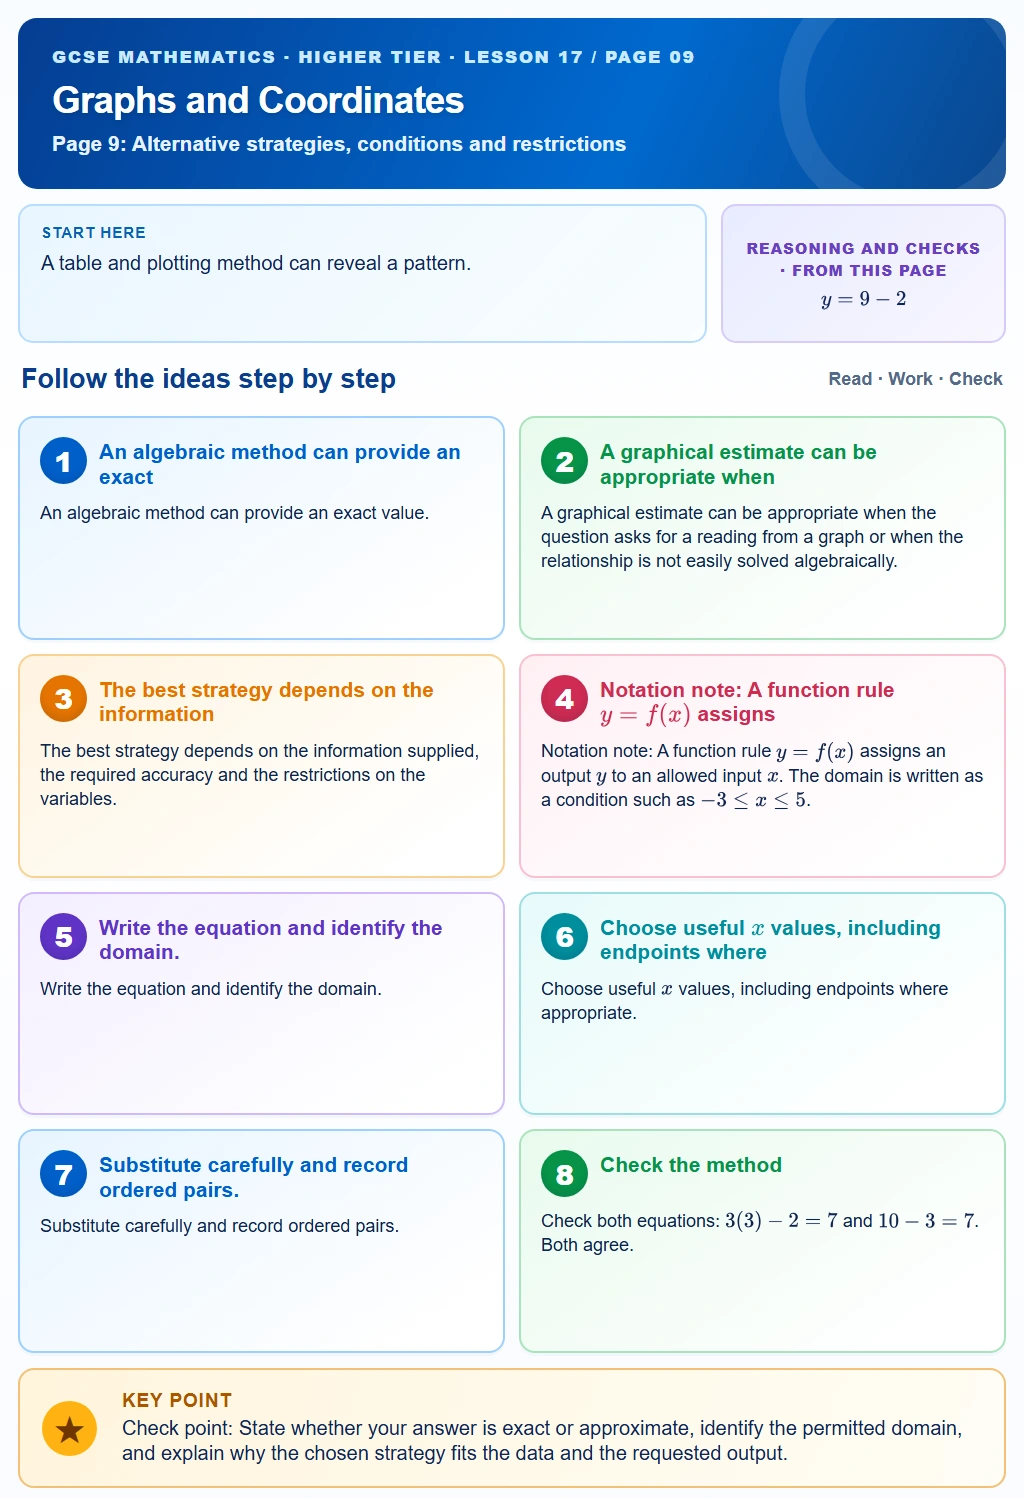 GCSE MATHEMATICS · HIGHER TIER · LESSON 17 / PAGE 09
Graphs and Coordinates
Page 9: Alternative strategies, conditions and restrictions
START HERE
A table and plotting method can reveal a pattern.
REASONING AND CHECKS
· FROM THIS PAGE
y = 9 − 2
Follow the ideas step by step
Read · Work · Check
1
An algebraic method can provide an
exact
An algebraic method can provide an exact value.
2
A graphical estimate can be
appropriate when
A graphical estimate can be appropriate when the
question asks for a reading from a graph or when the
relationship is not easily solved algebraically.
3
The best strategy depends on the
information
The best strategy depends on the information supplied,
the required accuracy and the restrictions on the
variables.
4
Notation note: A function rule
y = f(x) assigns
Notation note: A function rule y = f(x) assigns an
output y to an allowed input x. The domain is written as
a condition such as −3 ≤ x ≤ 5.
5
Write the equation and identify the
domain.
Write the equation and identify the domain.
6
Choose useful x values, including
endpoints where
Choose useful x values, including endpoints where
appropriate.
7
Substitute carefully and record
ordered pairs.
Substitute carefully and record ordered pairs.
8
Check the method
Check both equations: 3(3) − 2 = 7 and 10 − 3 = 7.
Both agree.
KEY POINT
Check point: State whether your answer is exact or approximate, identify the permitted domain,
and explain why the chosen strategy fits the data and the requested output.